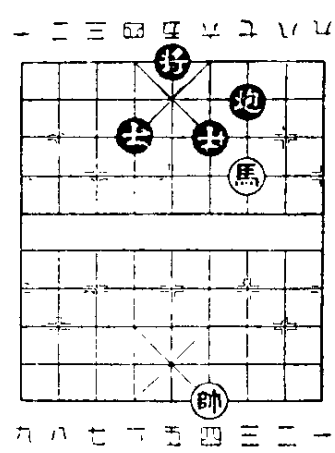 一 二 三 四 五 六 七 八 九
将
炮
士 士
馬
帥
九 八 七 六 五 四 三 二 一